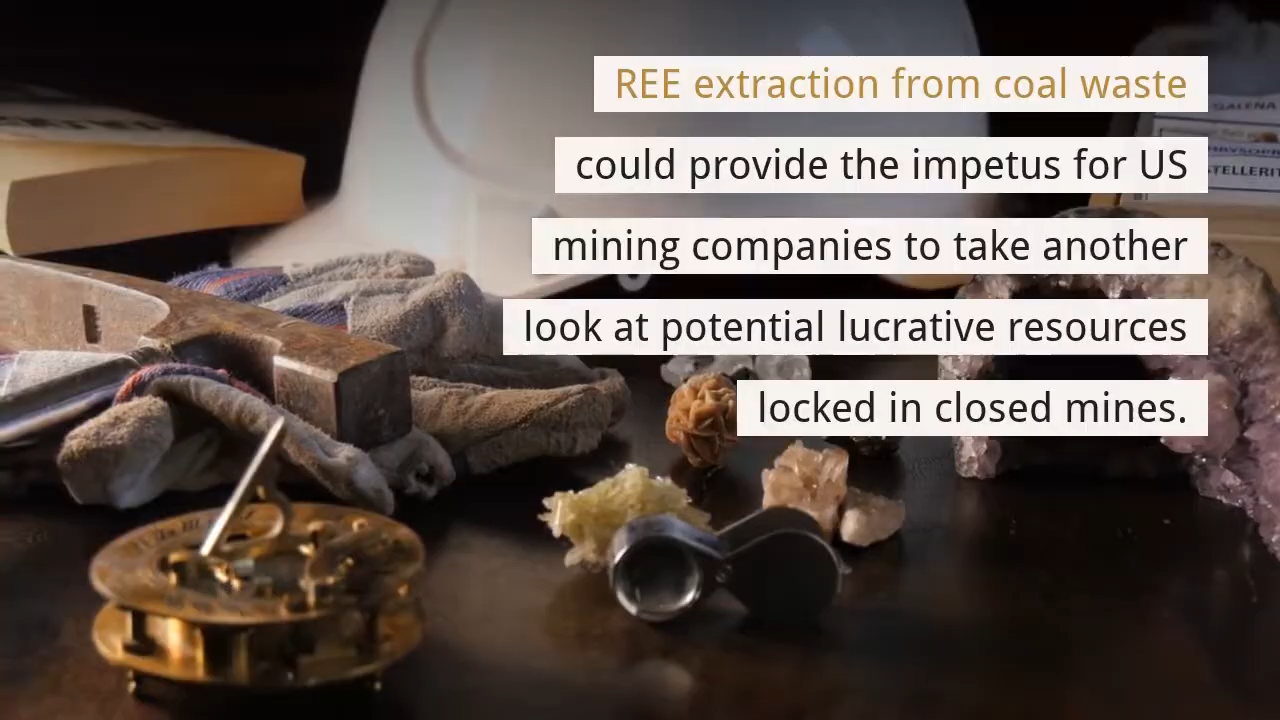 REE extraction from coal waste
could provide the impetus for US
mining companies to take another
look at potential lucrative resources
locked in closed mines.
GALENA